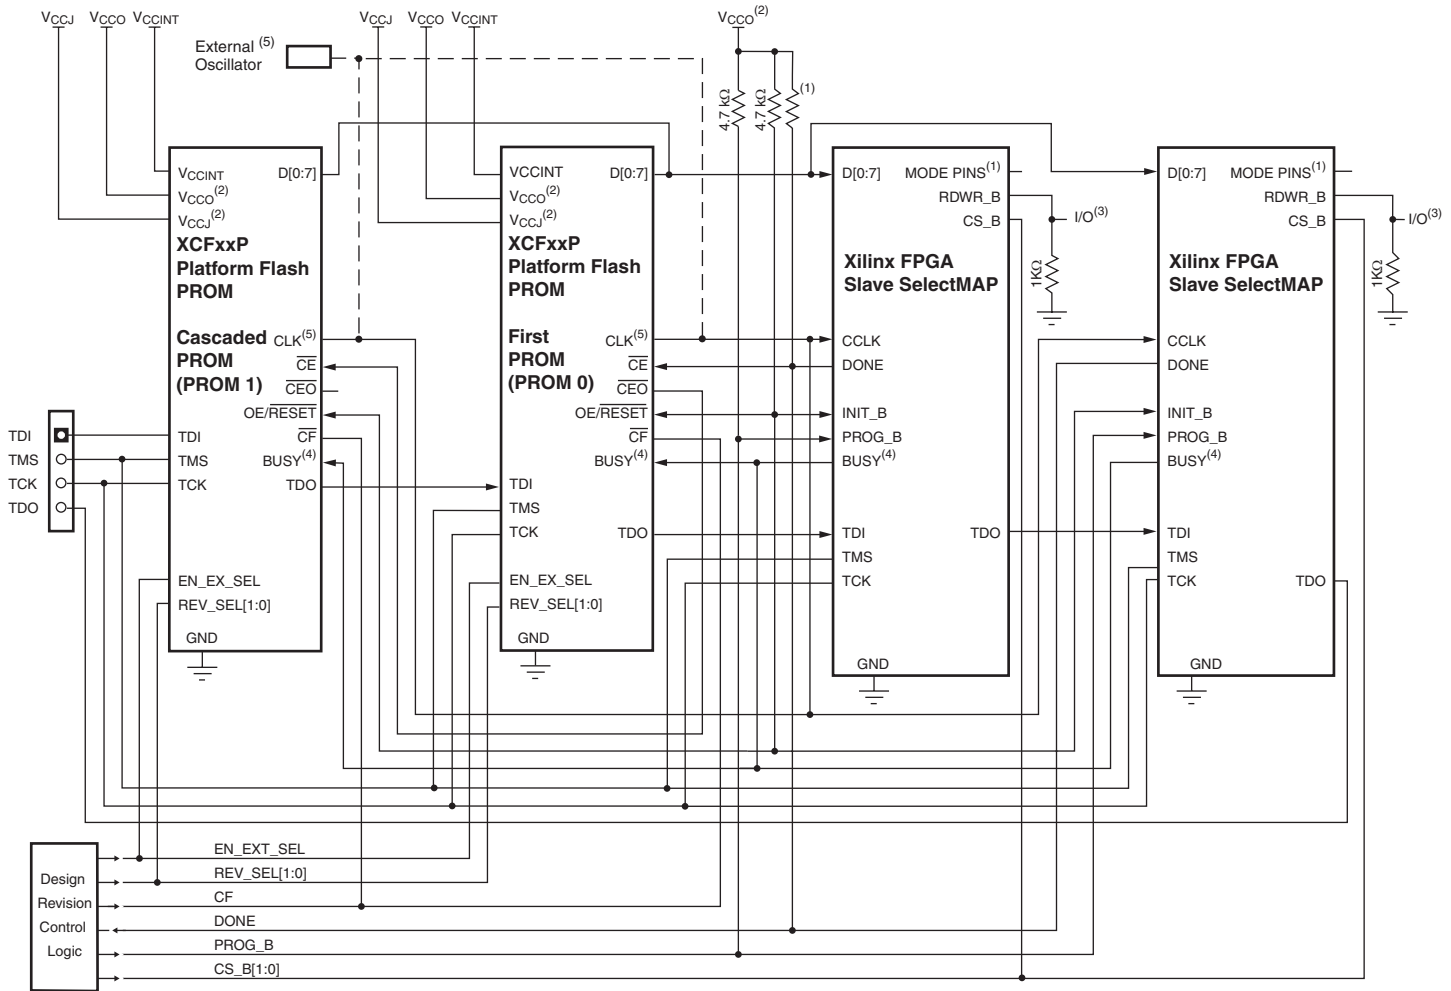 VCCJ VCCO VCCINT
VCCJ VCCO VCCINT
VCCO(2)
External (5)
Oscillator
4.7 kΩ
4.7 kΩ
(1)
VCCINT
VCCO(2)
VCCJ(2)
D[0:7]
XCFxxP
Platform Flash
PROM
Cascaded
PROM
(PROM 1)
CLK(5)
CE
CEO
OE/RESET
CF
BUSY(4)
TDO
TDI
TMS
TCK
EN_EX_SEL
REV_SEL[1:0]
GND
TDI
TMS
TCK
TDO
VCCINT
VCCO(2)
VCCJ(2)
D[0:7]
XCFxxP
Platform Flash
PROM
First
PROM
(PROM 0)
CLK(5)
CE
CEO
OE/RESET
CF
BUSY(4)
TDI
TMS
TCK
TDO
EN_EX_SEL
REV_SEL[1:0]
GND
D[0:7]
MODE PINS(1)
RDWR_B
CS_B
I/O(3)
1KΩ
Xilinx FPGA
Slave SelectMAP
CCLK
DONE
INIT_B
PROG_B
BUSY(4)
TDI
TMS
TCK
TDO
GND
D[0:7]
MODE PINS(1)
RDWR_B
CS_B
I/O(3)
1KΩ
Xilinx FPGA
Slave SelectMAP
CCLK
DONE
INIT_B
PROG_B
BUSY(4)
TDI
TMS
TCK
TDO
GND
Design
Revision
Control
Logic
EN_EXT_SEL
REV_SEL[1:0]
CF
DONE
PROG_B
CS_B[1:0]